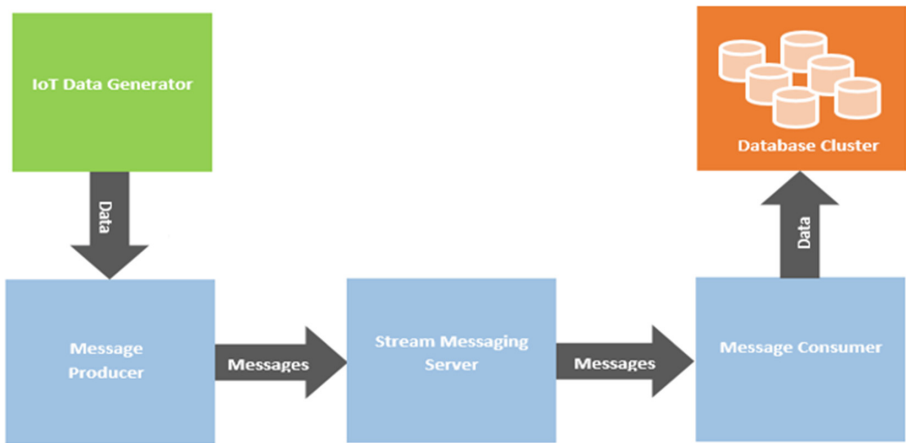 IoT Data Generator
Database Cluster
Data
Data
Message
Producer
Messages
Stream Messaging
Server
Messages
Message Consumer